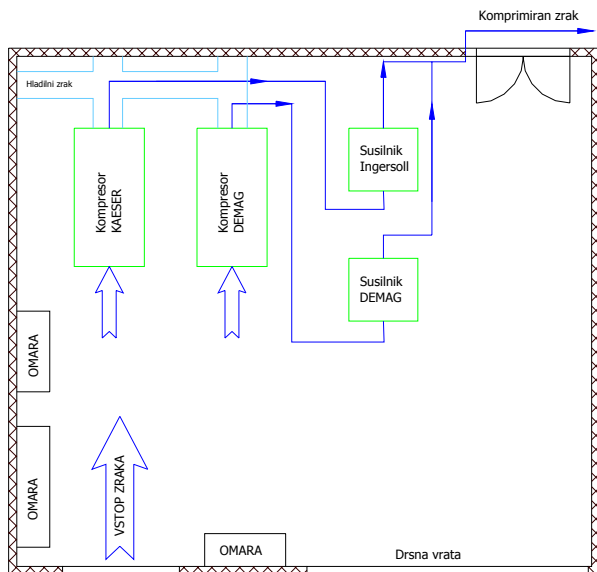 Komprimiran zrak
Hladilni zrak
Kompresor
KAESER
Kompresor
DEMAG
Susilnik
Ingersoll
Susilnik
DEMAG
OMARA
OMARA
VSTOP ZRAKA
OMARA
Drsna vrata